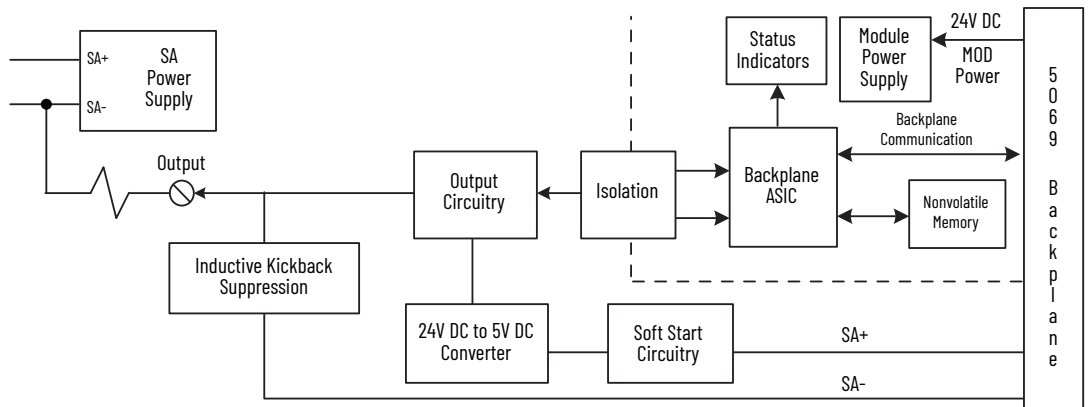 SA+
SA-
SA
Power
Supply
Status
Indicators
Module
Power
Supply
24V DC
MOD
Power
5069 Backplane
Output
Output
Circuitry
Isolation
Backplane
ASIC
Backplane
Communication
Nonvolatile
Memory
Inductive Kickback
Suppression
24V DC to 5V DC
Converter
Soft Start
Circuitry
SA+
SA-